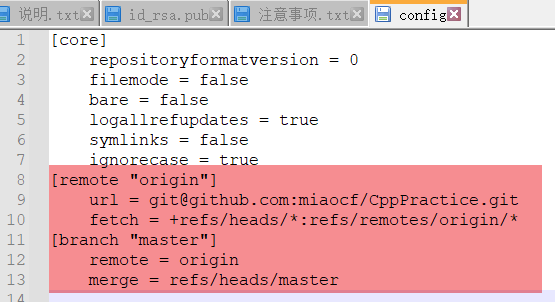 说明.txt id_rsa.pub 注意事项.txt config
1 [core]
2 repositoryformatversion = 0
3 filemode = false
4 bare = false
5 logallrefupdates = true
6 symlinks = false
7 ignorecase = true
8 [remote "origin"]
9 url = git@github.com:miaocf/CppPractice.git
10 fetch = +refs/heads/*:refs/remotes/origin/*
11 [branch "master"]
12 remote = origin
13 merge = refs/heads/master
14